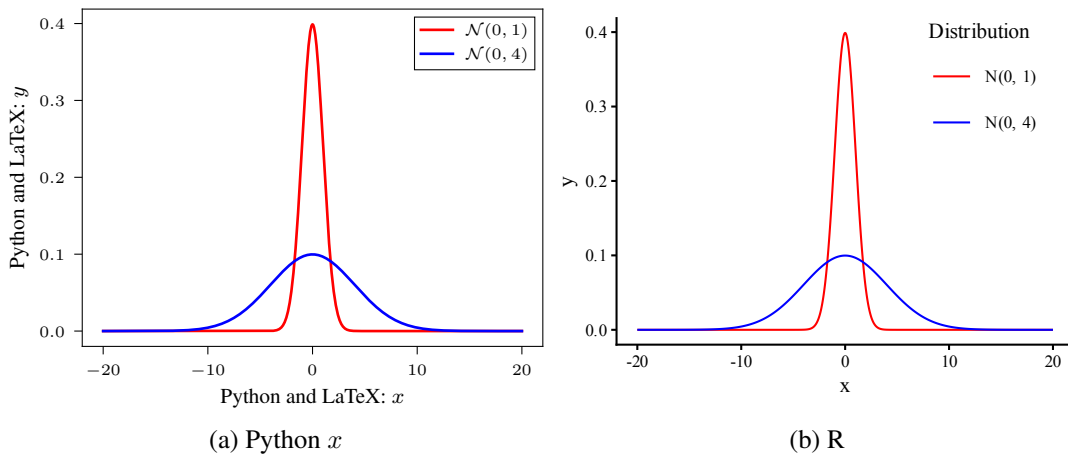 0.4
0.3
0.2
0.1
0.0
Python and LaTeX: y
𝒩(0, 1)
𝒩(0, 4)
−20
−10
0
10
20
Python and LaTeX: x
(a) Python x
0.4
0.3
0.2
0.1
0.0
y
Distribution
N(0, 1)
N(0, 4)
-20
-10
0
10
20
x
(b) R